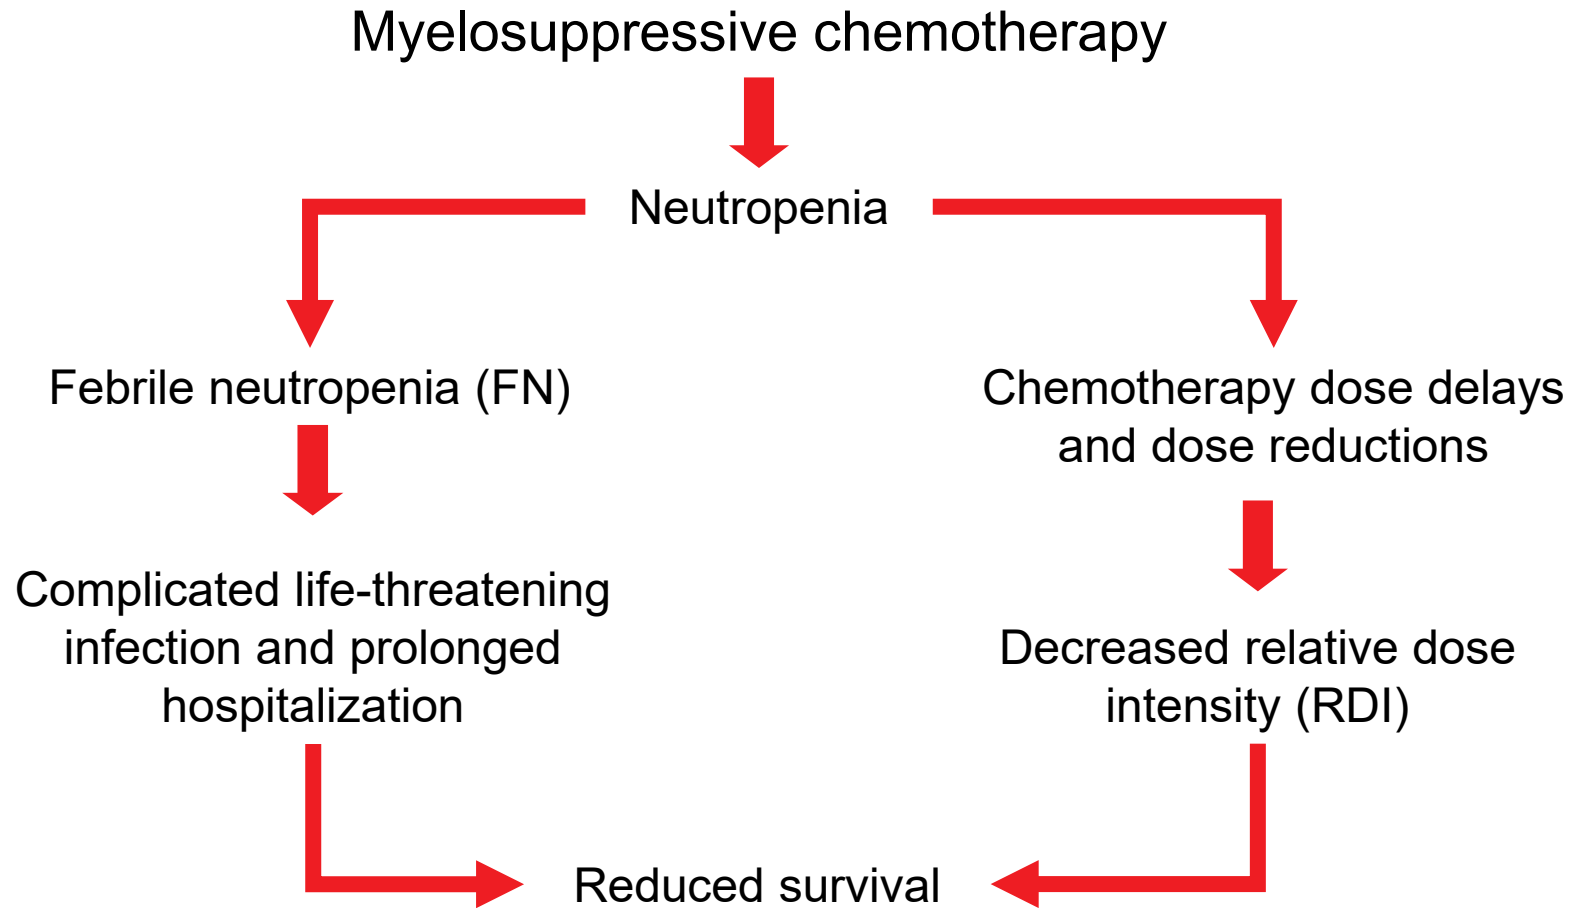 Myelosuppressive chemotherapy
Neutropenia
Febrile neutropenia (FN)
Complicated life-threatening
infection and prolonged
hospitalization
Chemotherapy dose delays
and dose reductions
Decreased relative dose
intensity (RDI)
Reduced survival